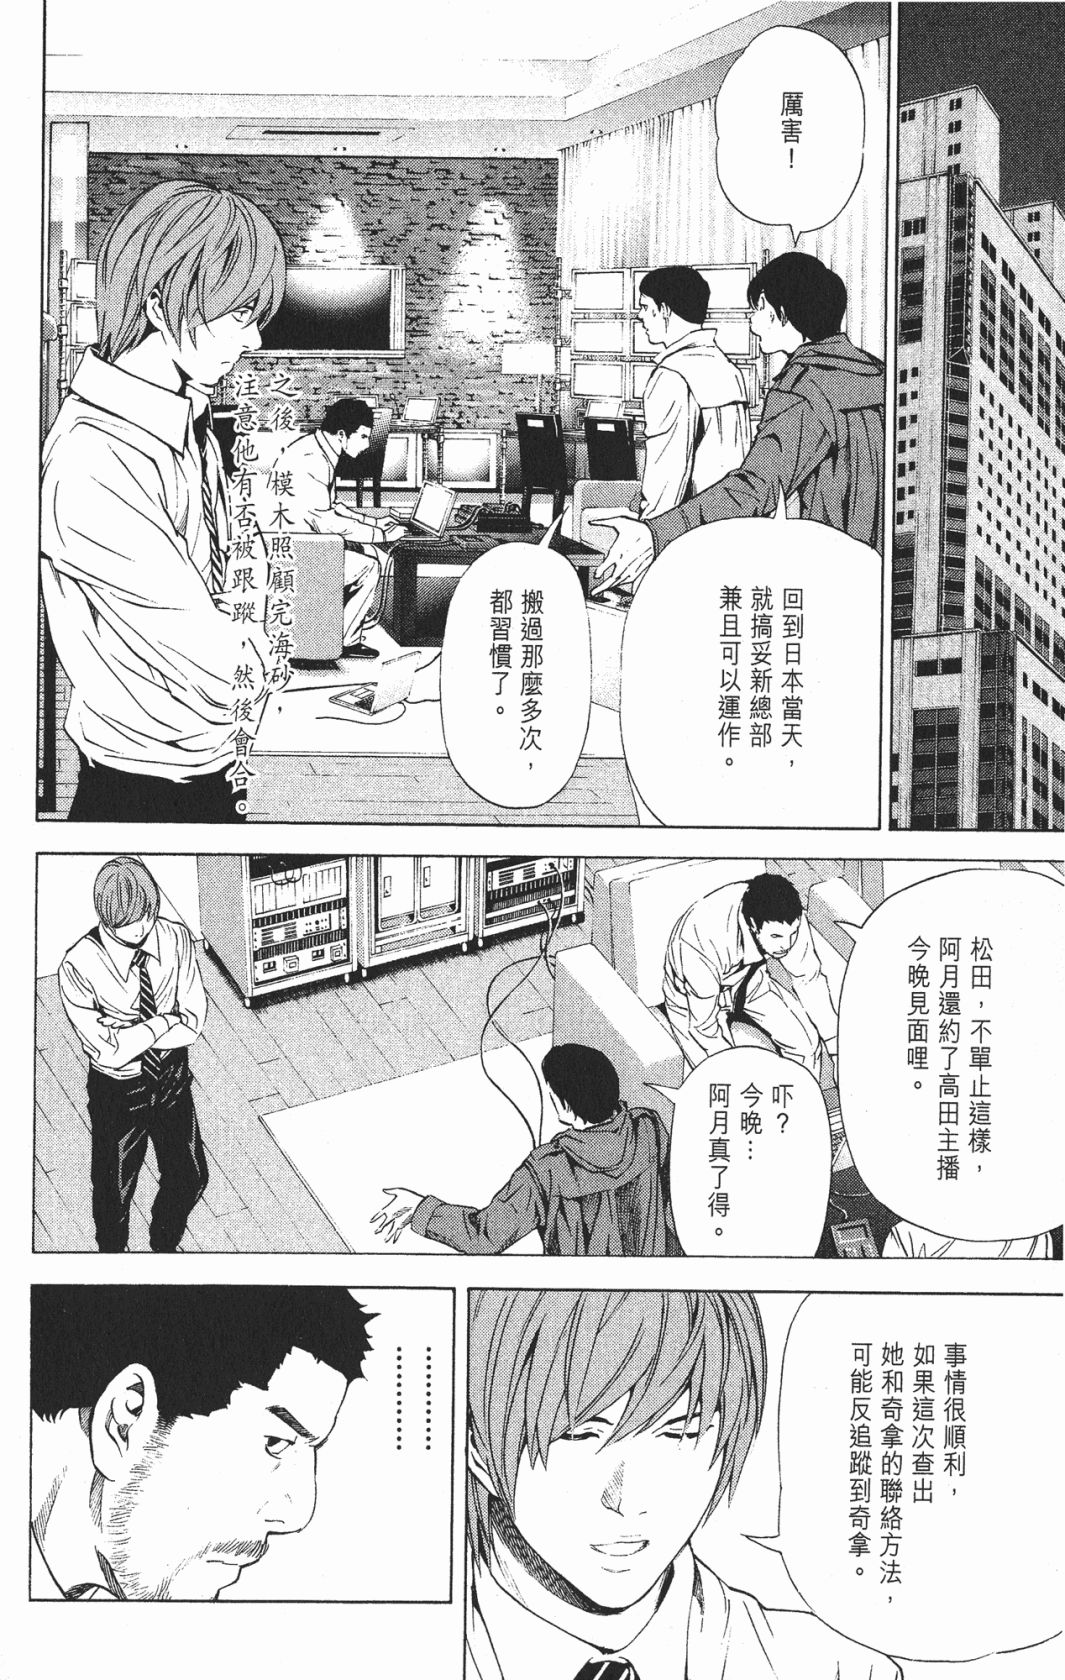 厲害！
回到日本當天，
就搞妥新總部
兼且可以運作。
搬過那麼多次，
都習慣了。
之後，模木照顧完海砂，
注意他有否被跟蹤，然後會合。
松田，不單止這樣，
阿月還約了高田主播
今晚見面哩。
吓？
今晚…
阿月真了得。
事情很順利，
如果這次查出
她和奇拿的聯絡方法，
可能反追蹤到奇拿。
………
………